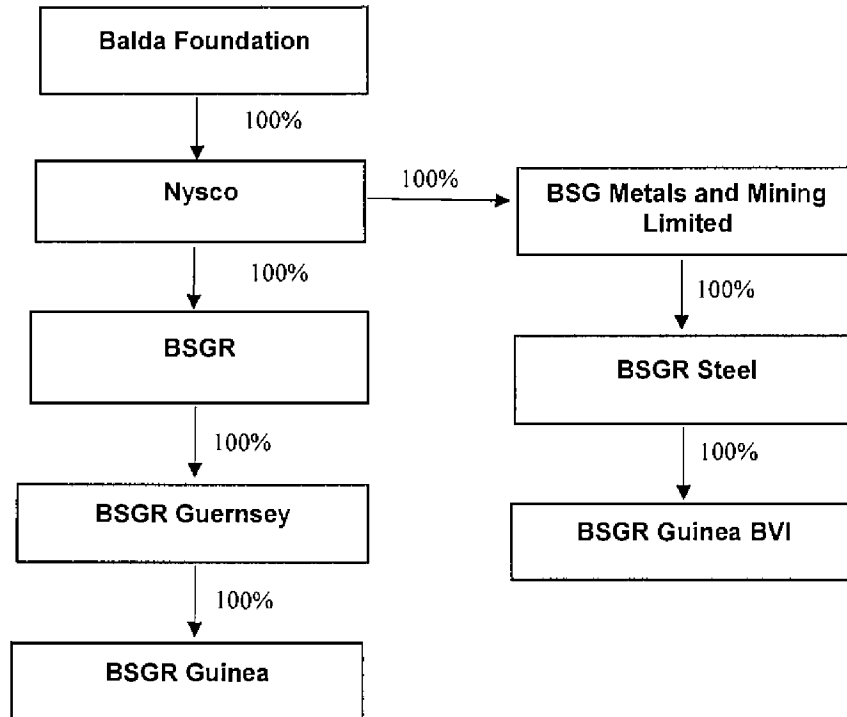 Balda Foundation
100%
Nysco
100%
BSG Metals and Mining
Limited
100%
100%
BSGR
BSGR Steel
100%
100%
BSGR Guernsey
BSGR Guinea BVI
100%
BSGR Guinea